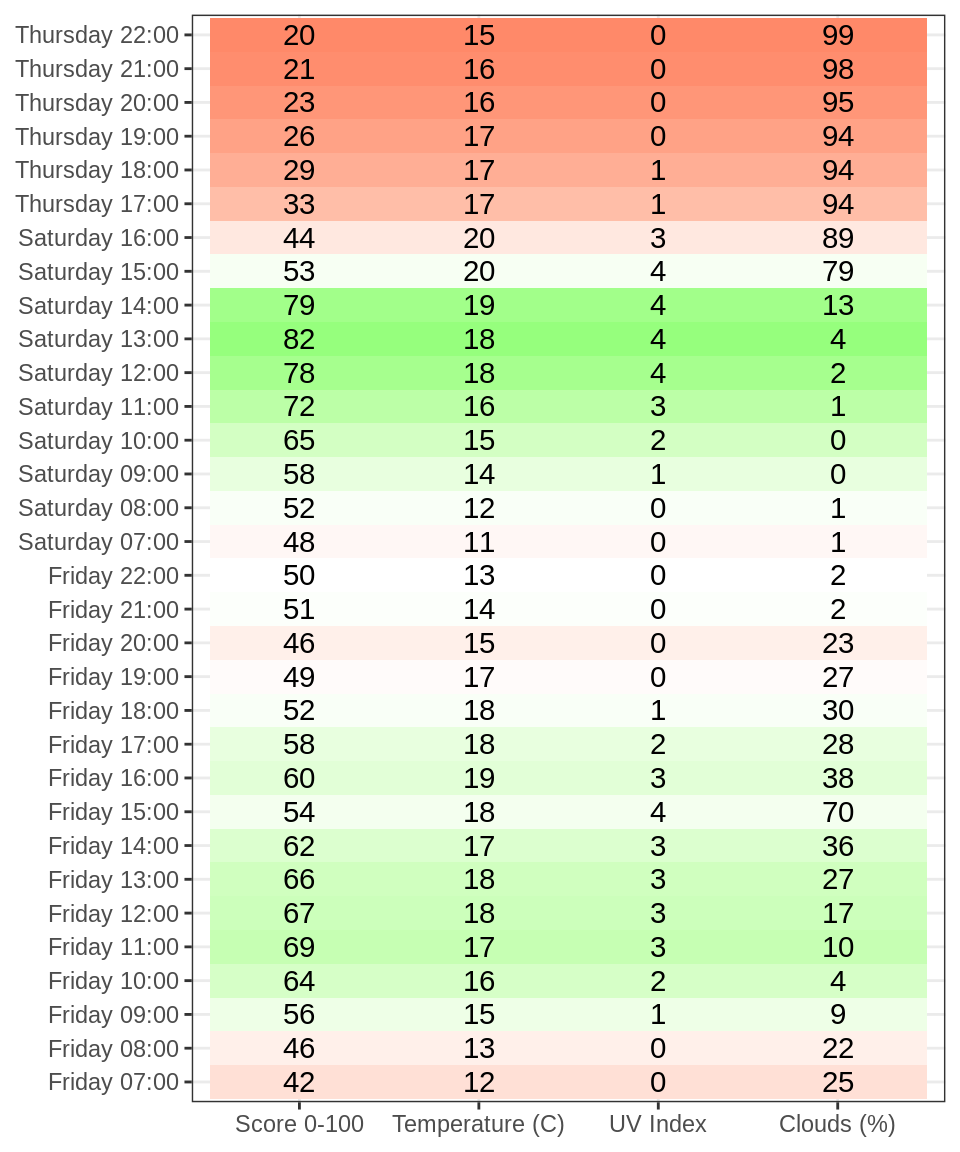 Thursday 22:00 20 15 0 99
Thursday 21:00 21 16 0 98
Thursday 20:00 23 16 0 95
Thursday 19:00 26 17 0 94
Thursday 18:00 29 17 1 94
Thursday 17:00 33 17 1 94
Saturday 16:00 44 20 3 89
Saturday 15:00 53 20 4 79
Saturday 14:00 79 19 4 13
Saturday 13:00 82 18 4 4
Saturday 12:00 78 18 4 2
Saturday 11:00 72 16 3 1
Saturday 10:00 65 15 2 0
Saturday 09:00 58 14 1 0
Saturday 08:00 52 12 0 1
Saturday 07:00 48 11 0 1
Friday 22:00 50 13 0 2
Friday 21:00 51 14 0 2
Friday 20:00 46 15 0 23
Friday 19:00 49 17 0 27
Friday 18:00 52 18 1 30
Friday 17:00 58 18 2 28
Friday 16:00 60 19 3 38
Friday 15:00 54 18 4 70
Friday 14:00 62 17 3 36
Friday 13:00 66 18 3 27
Friday 12:00 67 18 3 17
Friday 11:00 69 17 3 10
Friday 10:00 64 16 2 4
Friday 09:00 56 15 1 9
Friday 08:00 46 13 0 22
Friday 07:00 42 12 0 25
Score 0-100 Temperature (C) UV Index Clouds (%)